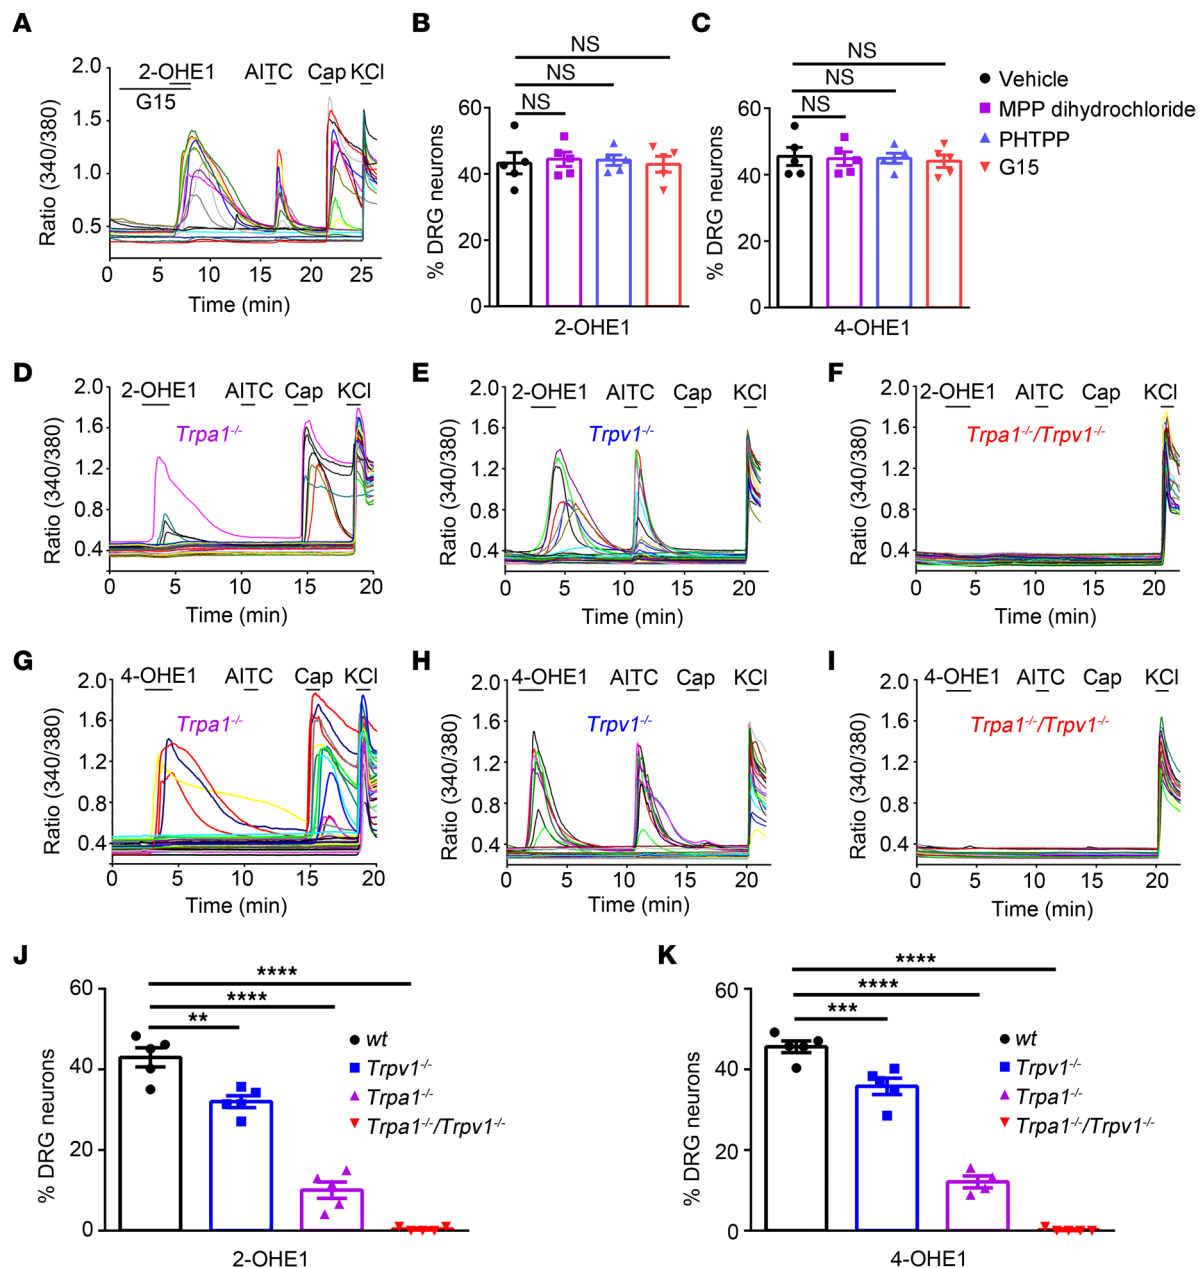 A
2-OHE1 AITC Cap KCl
G15
2.0
1.5
1.0
0.5
Ratio (340/380)
0 5 10 15 20 25
Time (min)
B
NS
NS
NS
60
40
20
0
% DRG neurons
2-OHE1
C
NS
NS
NS
60
40
20
0
% DRG neurons
4-OHE1
Vehicle
MPP dihydrochloride
PHTPP
G15
D
2-OHE1 AITC Cap KCl
Trpa1-/-
2.0
1.6
1.2
0.8
0.4
Ratio (340/380)
0 5 10 15 20
Time (min)
E
2-OHE1 AITC Cap KCl
Trpv1-/-
2.0
1.6
1.2
0.8
0.4
Ratio (340/380)
0 5 10 15 20
Time (min)
F
2-OHE1 AITC Cap KCl
Trpa1-/-/Trpv1-/-
2.0
1.6
1.2
0.8
0.4
Ratio (340/380)
0 5 10 15 20
Time (min)
G
4-OHE1 AITC Cap KCl
Trpa1-/-
2.0
1.6
1.2
0.8
0.4
Ratio (340/380)
0 5 10 15 20
Time (min)
H
4-OHE1 AITC Cap KCl
Trpv1-/-
2.0
1.6
1.2
0.8
0.4
Ratio (340/380)
0 5 10 15 20
Time (min)
I
4-OHE1 AITC Cap KCl
Trpa1-/-/Trpv1-/-
2.0
1.6
1.2
0.8
0.4
Ratio (340/380)
0 5 10 15 20
Time (min)
J
****
****
**
60
40
20
0
% DRG neurons
wt
Trpv1-/-
Trpa1-/-
Trpa1-/-/Trpv1-/-
2-OHE1
K
****
****
***
60
40
20
0
% DRG neurons
wt
Trpv1-/-
Trpa1-/-
Trpa1-/-/Trpv1-/-
4-OHE1